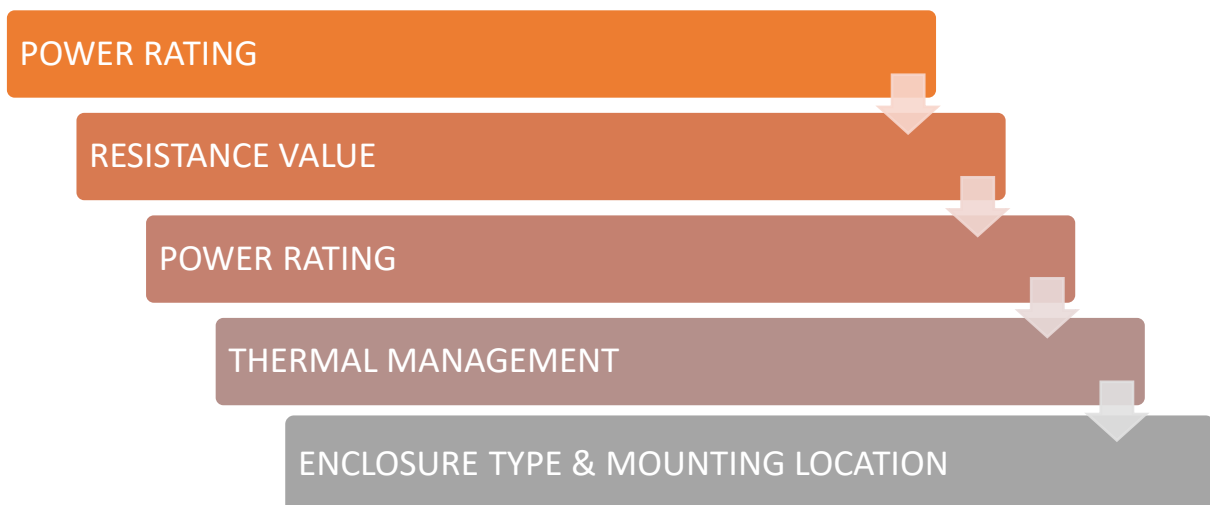 POWER RATING
RESISTANCE VALUE
POWER RATING
THERMAL MANAGEMENT
ENCLOSURE TYPE & MOUNTING LOCATION